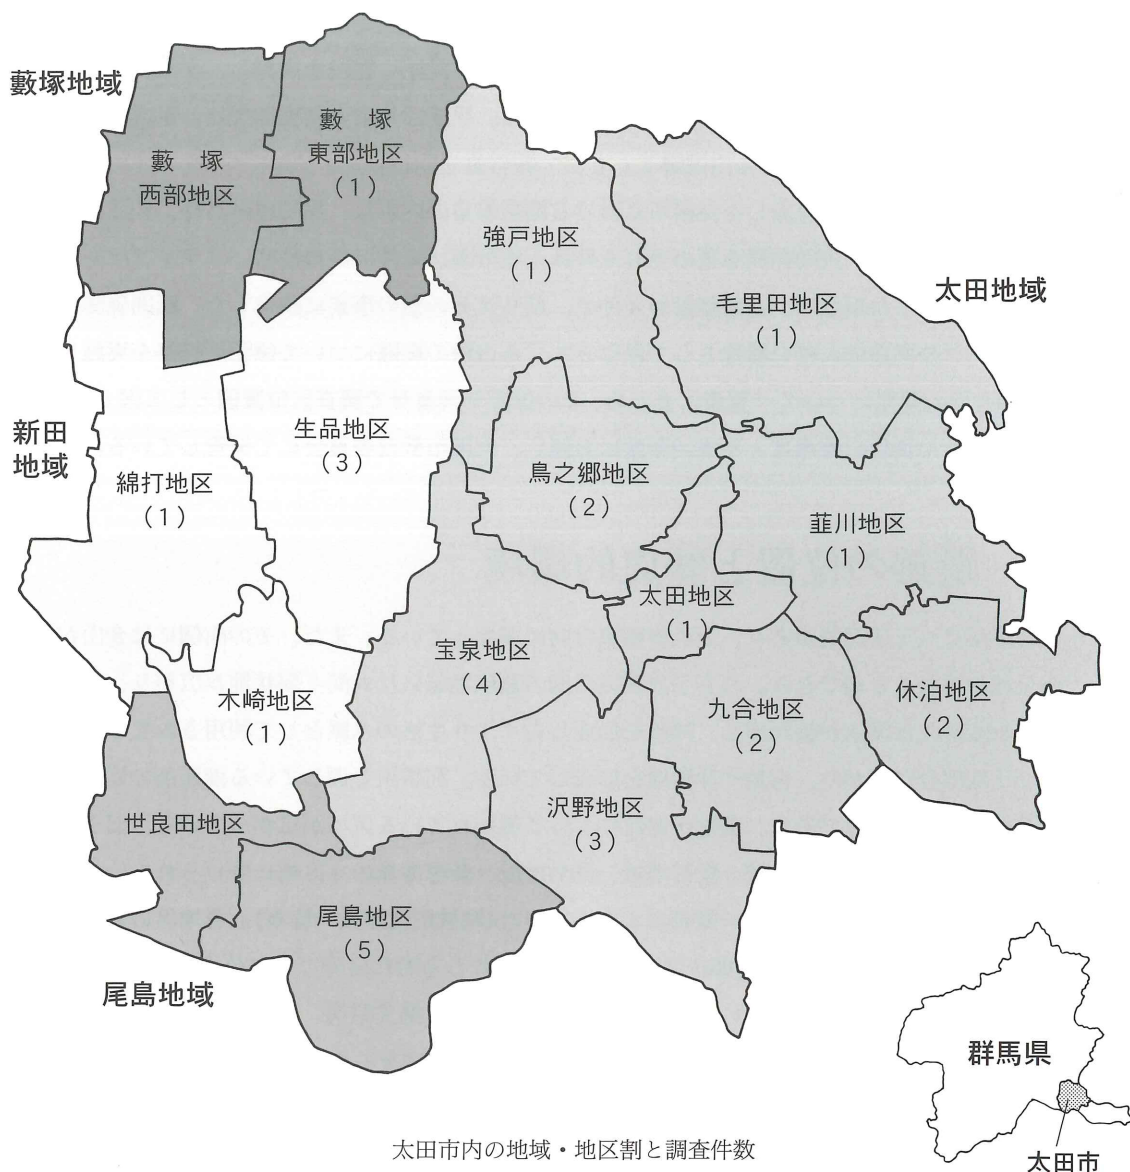 藪塚地域
藪　塚
東部地区
(1)
藪　塚
西部地区
強戸地区
(1)
毛里田地区
(1)
太田地域
新田
地域
生品地区
(3)
綿打地区
(1)
鳥之郷地区
(2)
韮川地区
(1)
太田地区
(1)
宝泉地区
(4)
木崎地区
(1)
九合地区
(2)
休泊地区
(2)
世良田地区
沢野地区
(3)
尾島地区
(5)
尾島地域
群馬県
太田市
太田市内の地域・地区割と調査件数